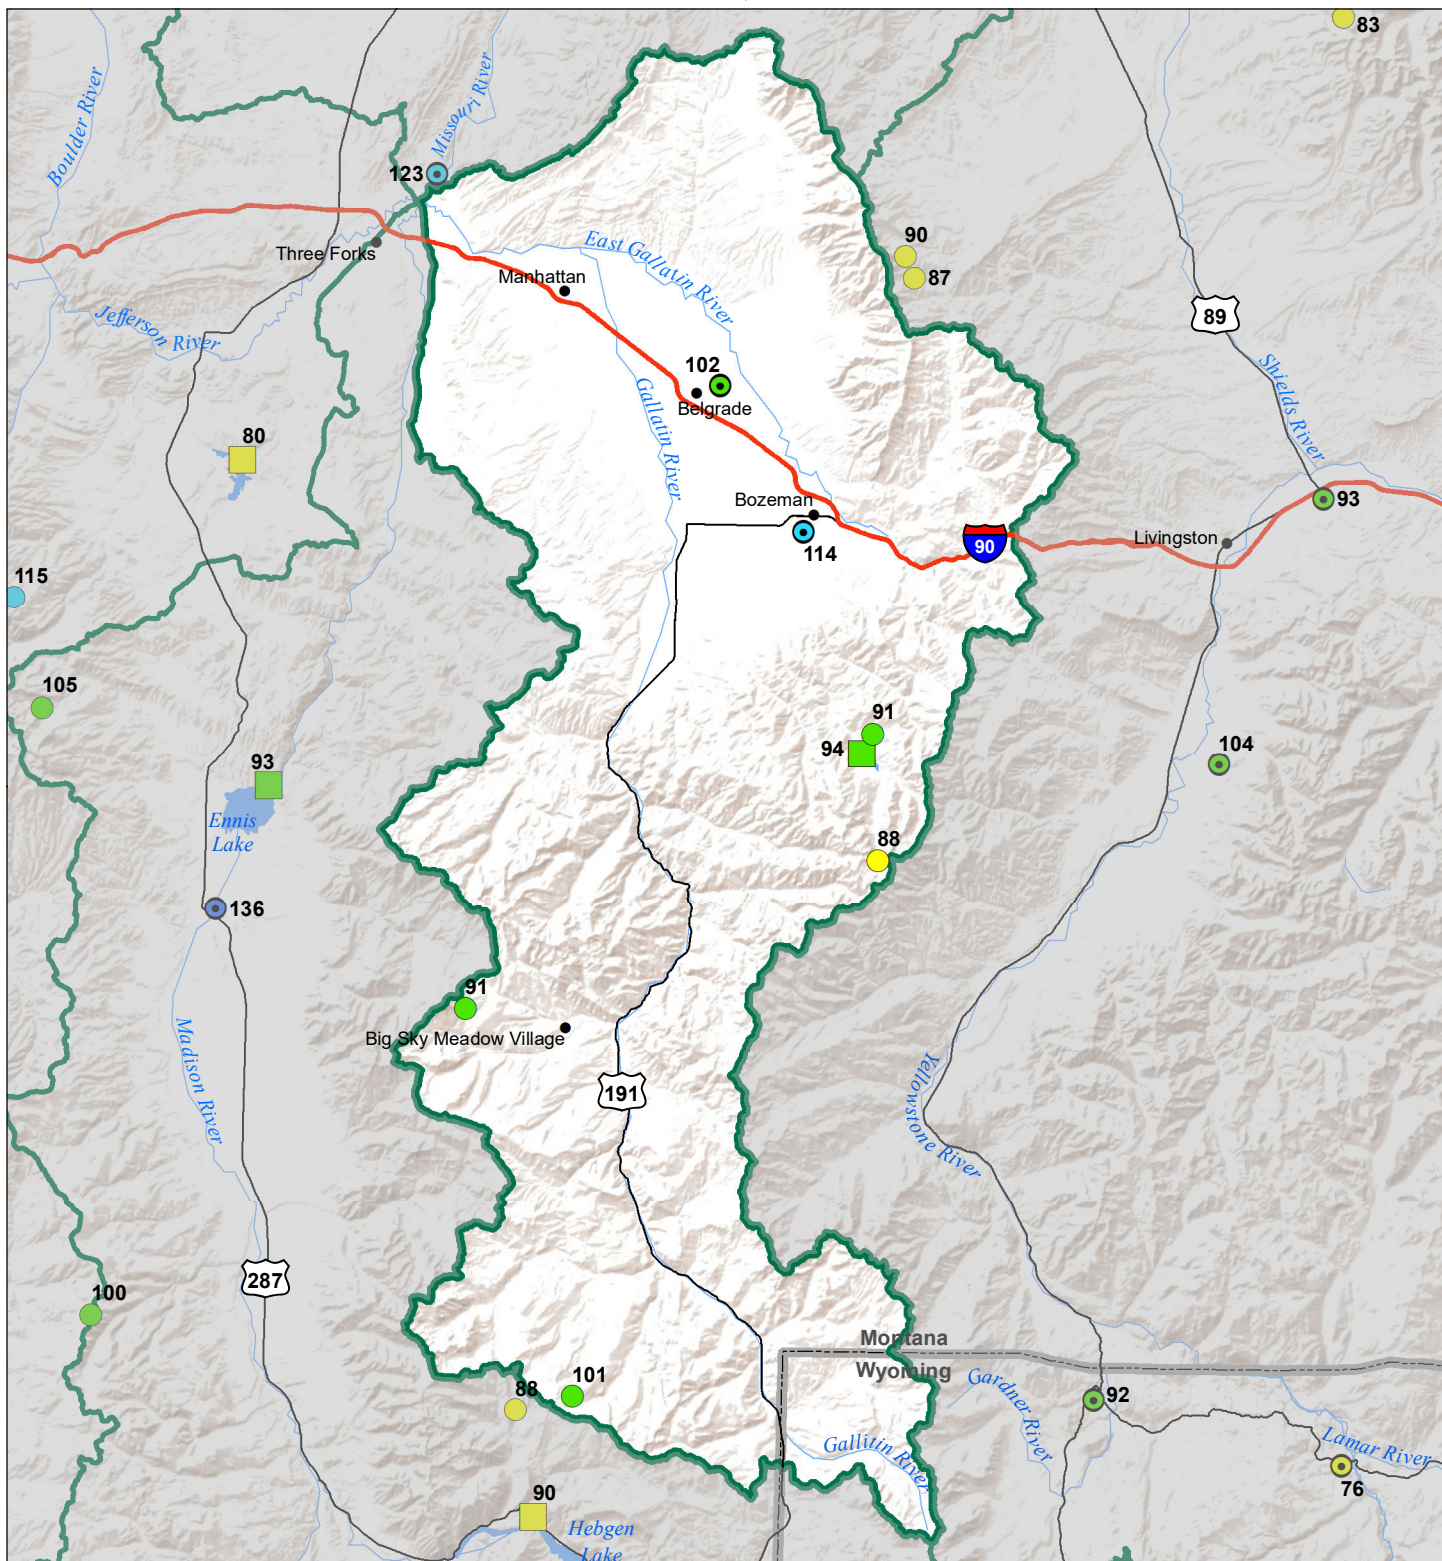 83
Boulder River
Missouri River
123
Three Forks
East Gallatin River
90
87
Manhattan
89
Jefferson River
Shields River
102
Belgrade
Gallatin River
80
Bozeman
93
114
90
Livingston
115
105
91
94
104
93
Ennis
Lake
88
136
91
Big Sky Meadow Village
Madison River
Yellowstone River
191
287
100
Montana
Wyoming
101
88
Gardner River
92
Gallitin River
Lamar River
76
90
Hebgen
Lake